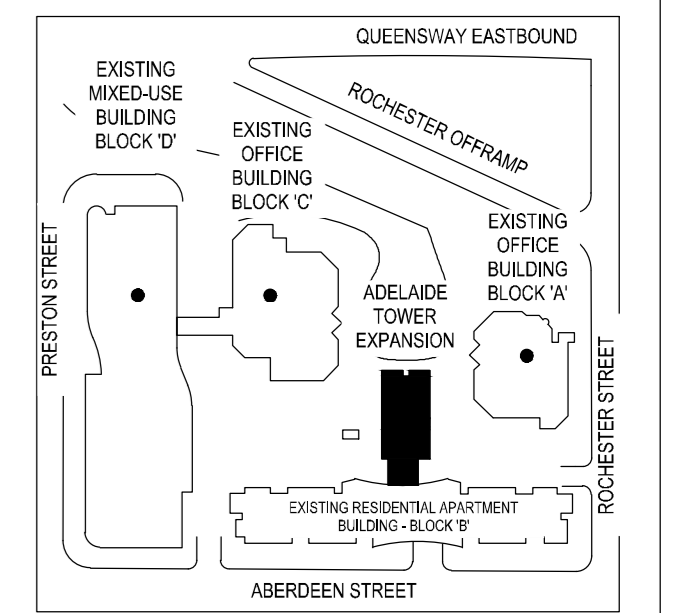 QUEENSWAY EASTBOUND
EXISTING
MIXED-USE
BUILDING
BLOCK 'D'
ROCHESTER OFFRAMP
EXISTING
OFFICE
BUILDING
BLOCK 'C'
EXISTING
OFFICE
BUILDING
BLOCK 'A'
PRESTON STREET
ADELAIDE
TOWER
EXPANSION
ROCHESTER STREET
EXISTING RESIDENTIAL APARTMENT
BUILDING - BLOCK 'B'
ABERDEEN STREET